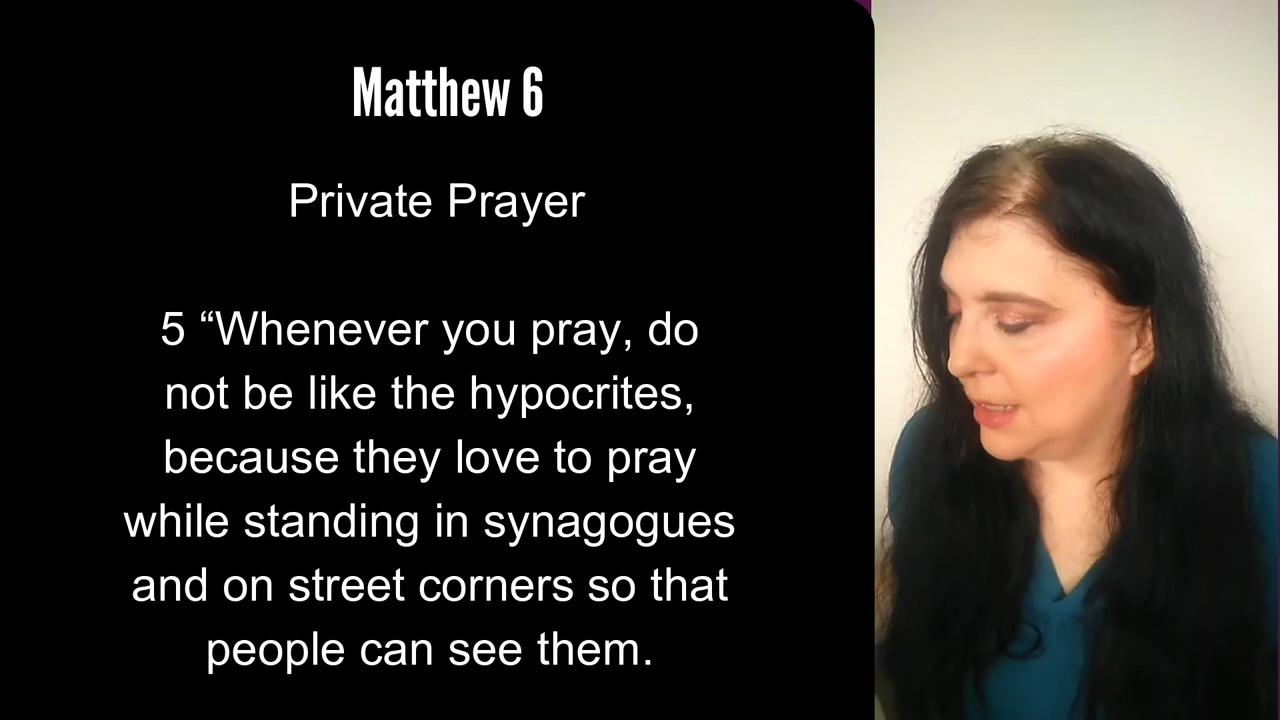 Matthew 6
Private Prayer
5 “Whenever you pray, do
not be like the hypocrites,
because they love to pray
while standing in synagogues
and on street corners so that
people can see them.